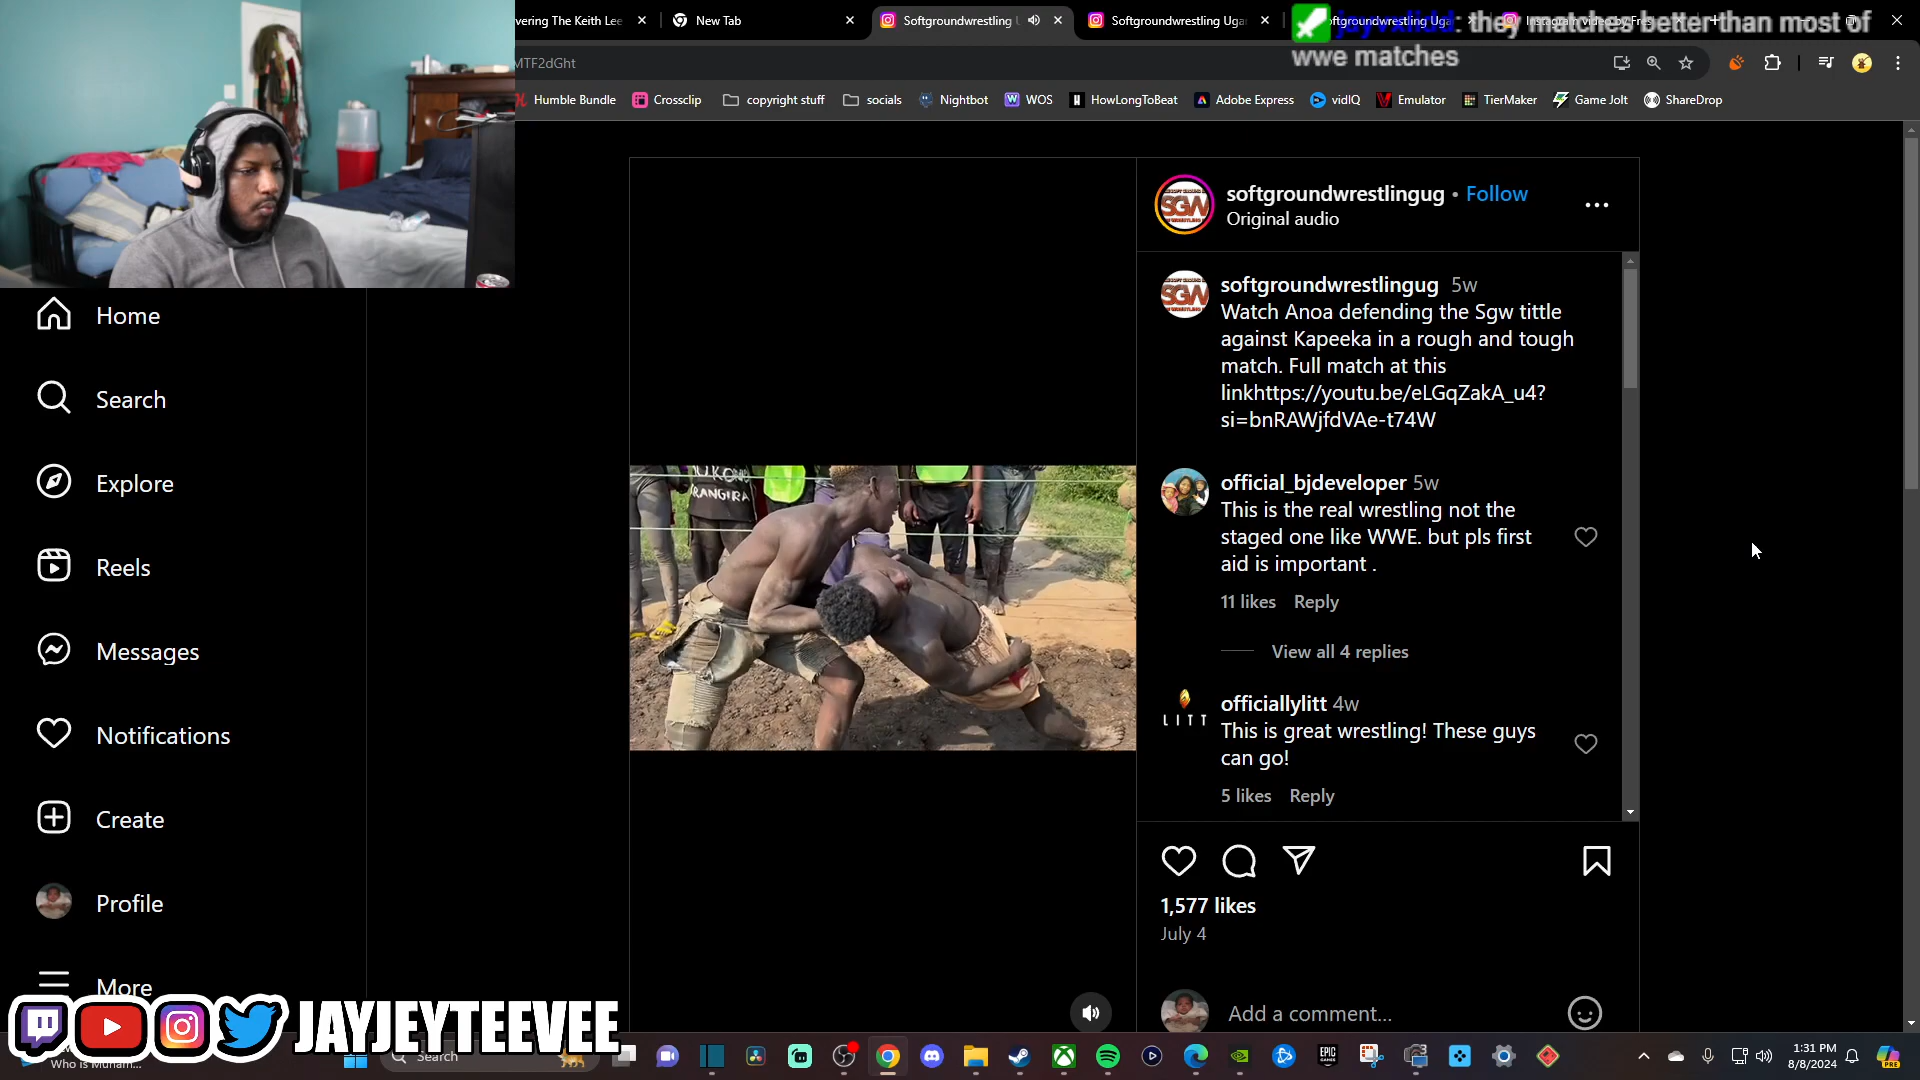 vering The Keith Lee
New Tab
Softgroundwrestling U
Softgroundwrestling Ugan
jayvxlidd: they matches better than most of
wwe matches
MTF2dGht
Humble Bundle
Crossclip
copyright stuff
socials
Nightbot
WOS
HowLongToBeat
Adobe Express
vidIQ
Emulator
TierMaker
Game Jolt
ShareDrop
softgroundwrestlingug • Follow
Original audio
softgroundwrestlingug 5w
Watch Anoa defending the Sgw tittle
against Kapeeka in a rough and tough
match. Full match at this
linkhttps://youtu.be/eLGqZakA_u4?
si=bnRAWjfdVAe-t74W
official_bjdeveloper 5w
This is the real wrestling not the
staged one like WWE. but pls first
aid is important .
11 likes Reply
View all 4 replies
LITT
officiallylitt 4w
This is great wrestling! These guys
can go!
5 likes Reply
1,577 likes
July 4
Add a comment...
Home
Search
Explore
Reels
Messages
Notifications
Create
Profile
More
SGW
SGW
RANGIRA
JAYJEYTEEVEE
Search
1:31 PM
8/8/2024